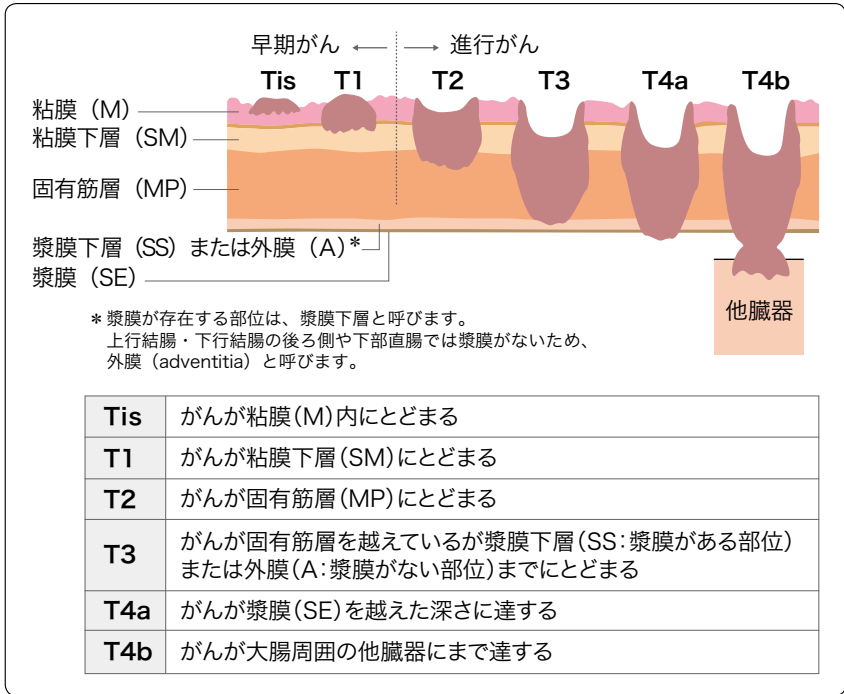 早期がん ← → 進行がん
Tis T1 T2 T3 T4a T4b
粘膜（M）
粘膜下層（SM）
固有筋層（MP）
漿膜下層（SS）または外膜（A）*
漿膜（SE）
他臓器
* 漿膜が存在する部位は、漿膜下層と呼びます。
上行結腸・下行結腸の後ろ側や下部直腸では漿膜がないため、
外膜（adventitia）と呼びます。
Tis がんが粘膜（M）内にとどまる
T1 がんが粘膜下層（SM）にとどまる
T2 がんが固有筋層（MP）にとどまる
T3 がんが固有筋層を越えているが漿膜下層（SS：漿膜がある部位）
または外膜（A：漿膜がない部位）までにとどまる
T4a がんが漿膜（SE）を越えた深さに達する
T4b がんが大腸周囲の他臓器にまで達する